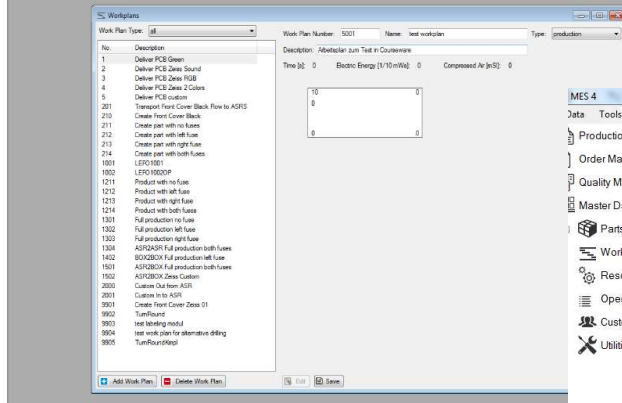 Workplans
Work Plan Type: all
No. Description
1 Deliver PCB Green
2 Deliver PCB Zeiss Sound
3 Deliver PCB Zeiss RGB
4 Deliver PCB Zeiss 2 Colors
5 Deliver PCB custom
201 Transport Front Cover Black Flow to ASRS
210 Create Front Cover Black
211 Create part with no fuses
212 Create part with left fuse
213 Create part with right fuse
214 Create part with both fuses
1001 LEFO1001
1002 LEFO1002OP
1211 Product with no fuse
1212 Product with left fuse
1213 Product with right fuse
1214 Product with both fuses
1301 Full production no fuse
1302 Full production left fuse
1303 Full production right fuse
1304 ASR2ASR Full production both fuses
1402 BOX2BOX Full production left fuse
1501 ASR2BOX Full production both fuses
1502 ASR2BOX Zeiss Custom
2000 Custom Out from ASR
2001 Custom In to ASR
9901 Create Front Cover Zeiss 01
9902 TurnRound
9903 test labeling modul
9904 test work plan for alternative drilling
9905 TurnRoundKmpl
Add Work Plan Delete Work Plan
Work Plan Number: 5001 Name: test workplan Type: production
Description: Arbeitsplan zum Test in Courseware
Time [s]: 0 Electric Energy [1/10 mWs]: 0 Compressed Air [mSl]: 0
10 0
0
0 0
Edit Save
MES 4
Data Tools
Productio
Order Ma
Quality M
Master D
Parts
Work
Reso
Oper
Custo
Utiliti